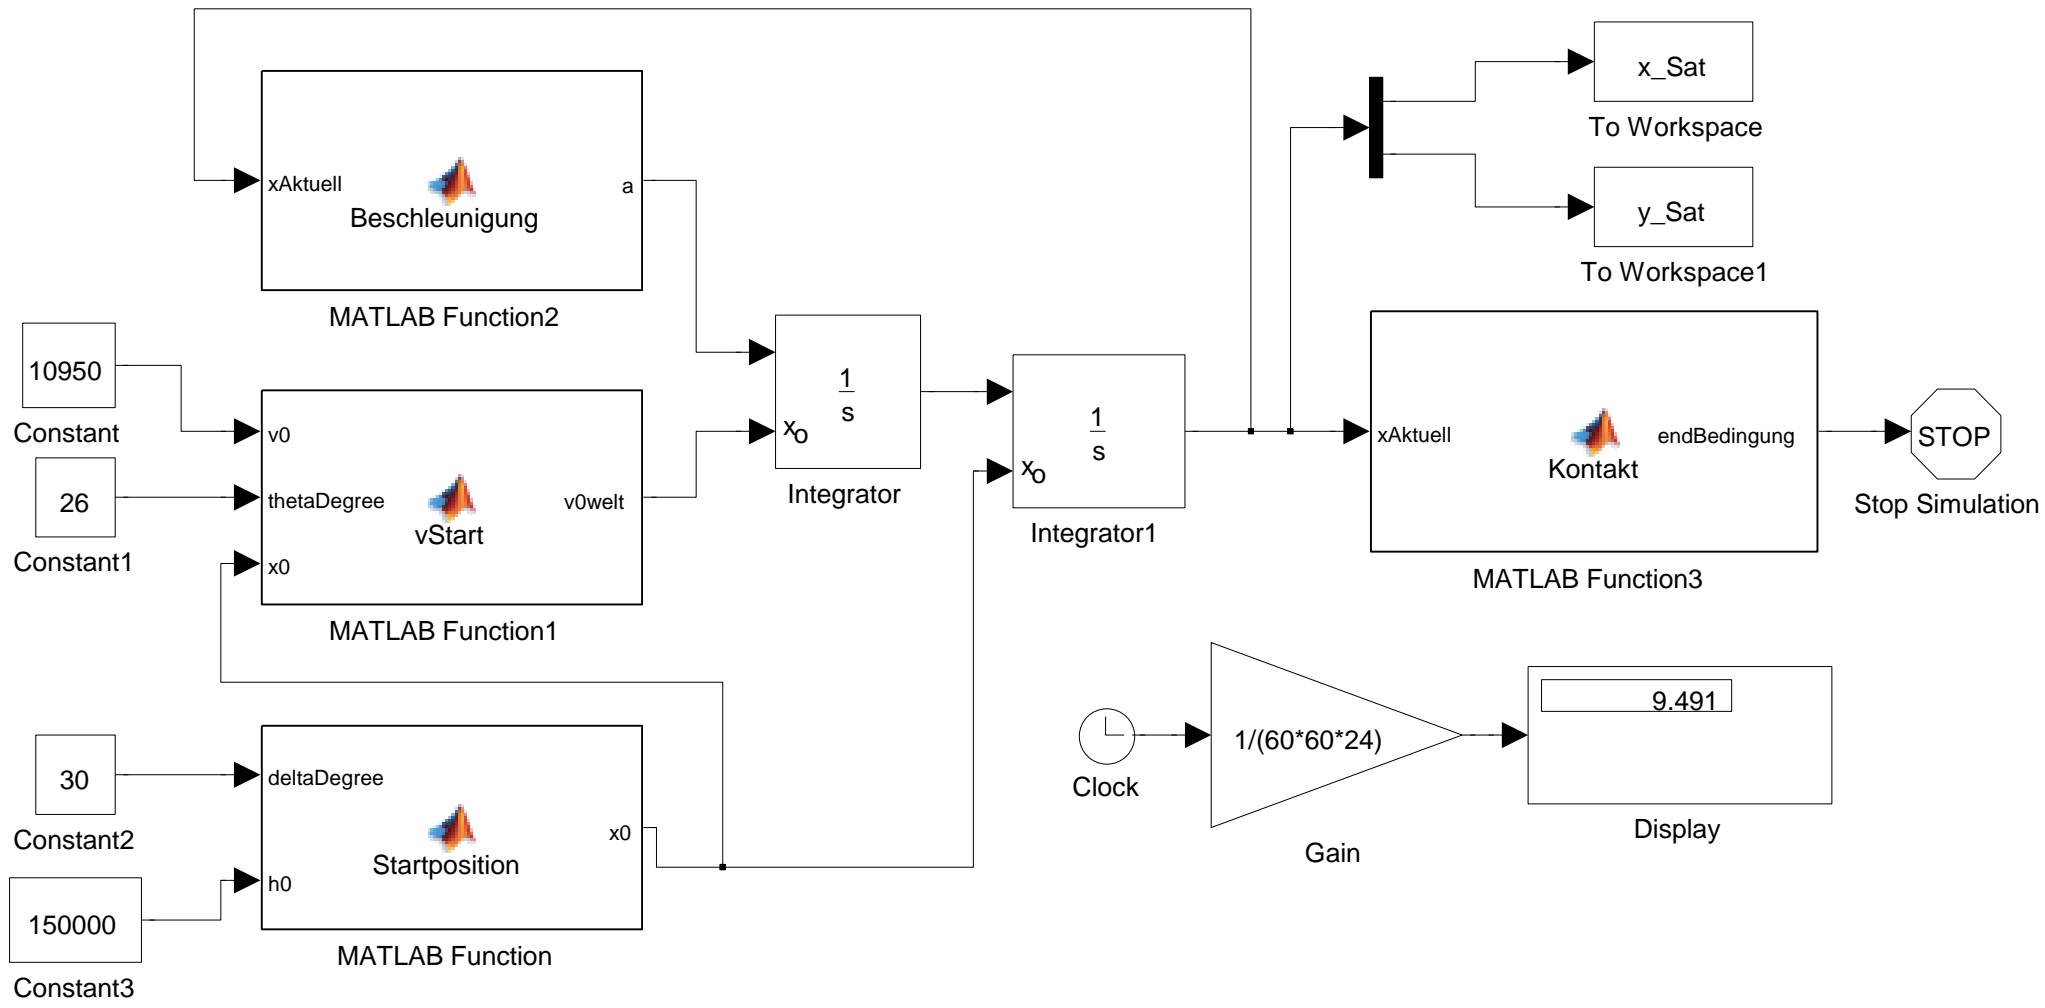 xAktuell
a
Beschleunigung
MATLAB Function2
x_Sat
To Workspace
y_Sat
To Workspace1
10950
Constant
26
Constant1
v0
thetaDegree
x0
v0welt
vStart
MATLAB Function1
1
s
xo
Integrator
1
s
xo
Integrator1
xAktuell
endBedingung
Kontakt
MATLAB Function3
STOP
Stop Simulation
30
Constant2
150000
Constant3
deltaDegree
h0
x0
Startposition
MATLAB Function
Clock
1/(60*60*24)
Gain
9.491
Display